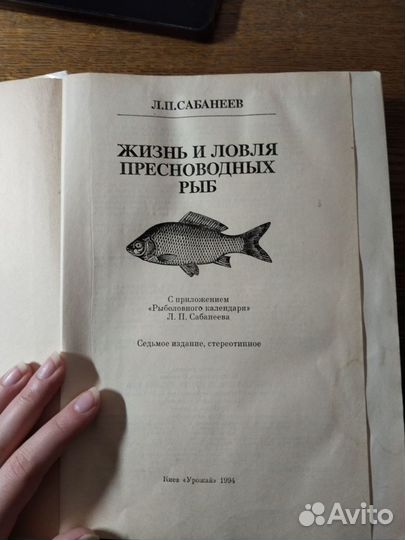 Л.П.САБАНЕЕВ
ЖИЗНЬ И ЛОВЛЯ
ПРЕСНОВОДНЫХ
РЫБ
С приложением
«Рыболовного календаря»
Л. П. Сабанеева
Седьмое издание, стереотипное
Киев «Урожай» 1994
Avito